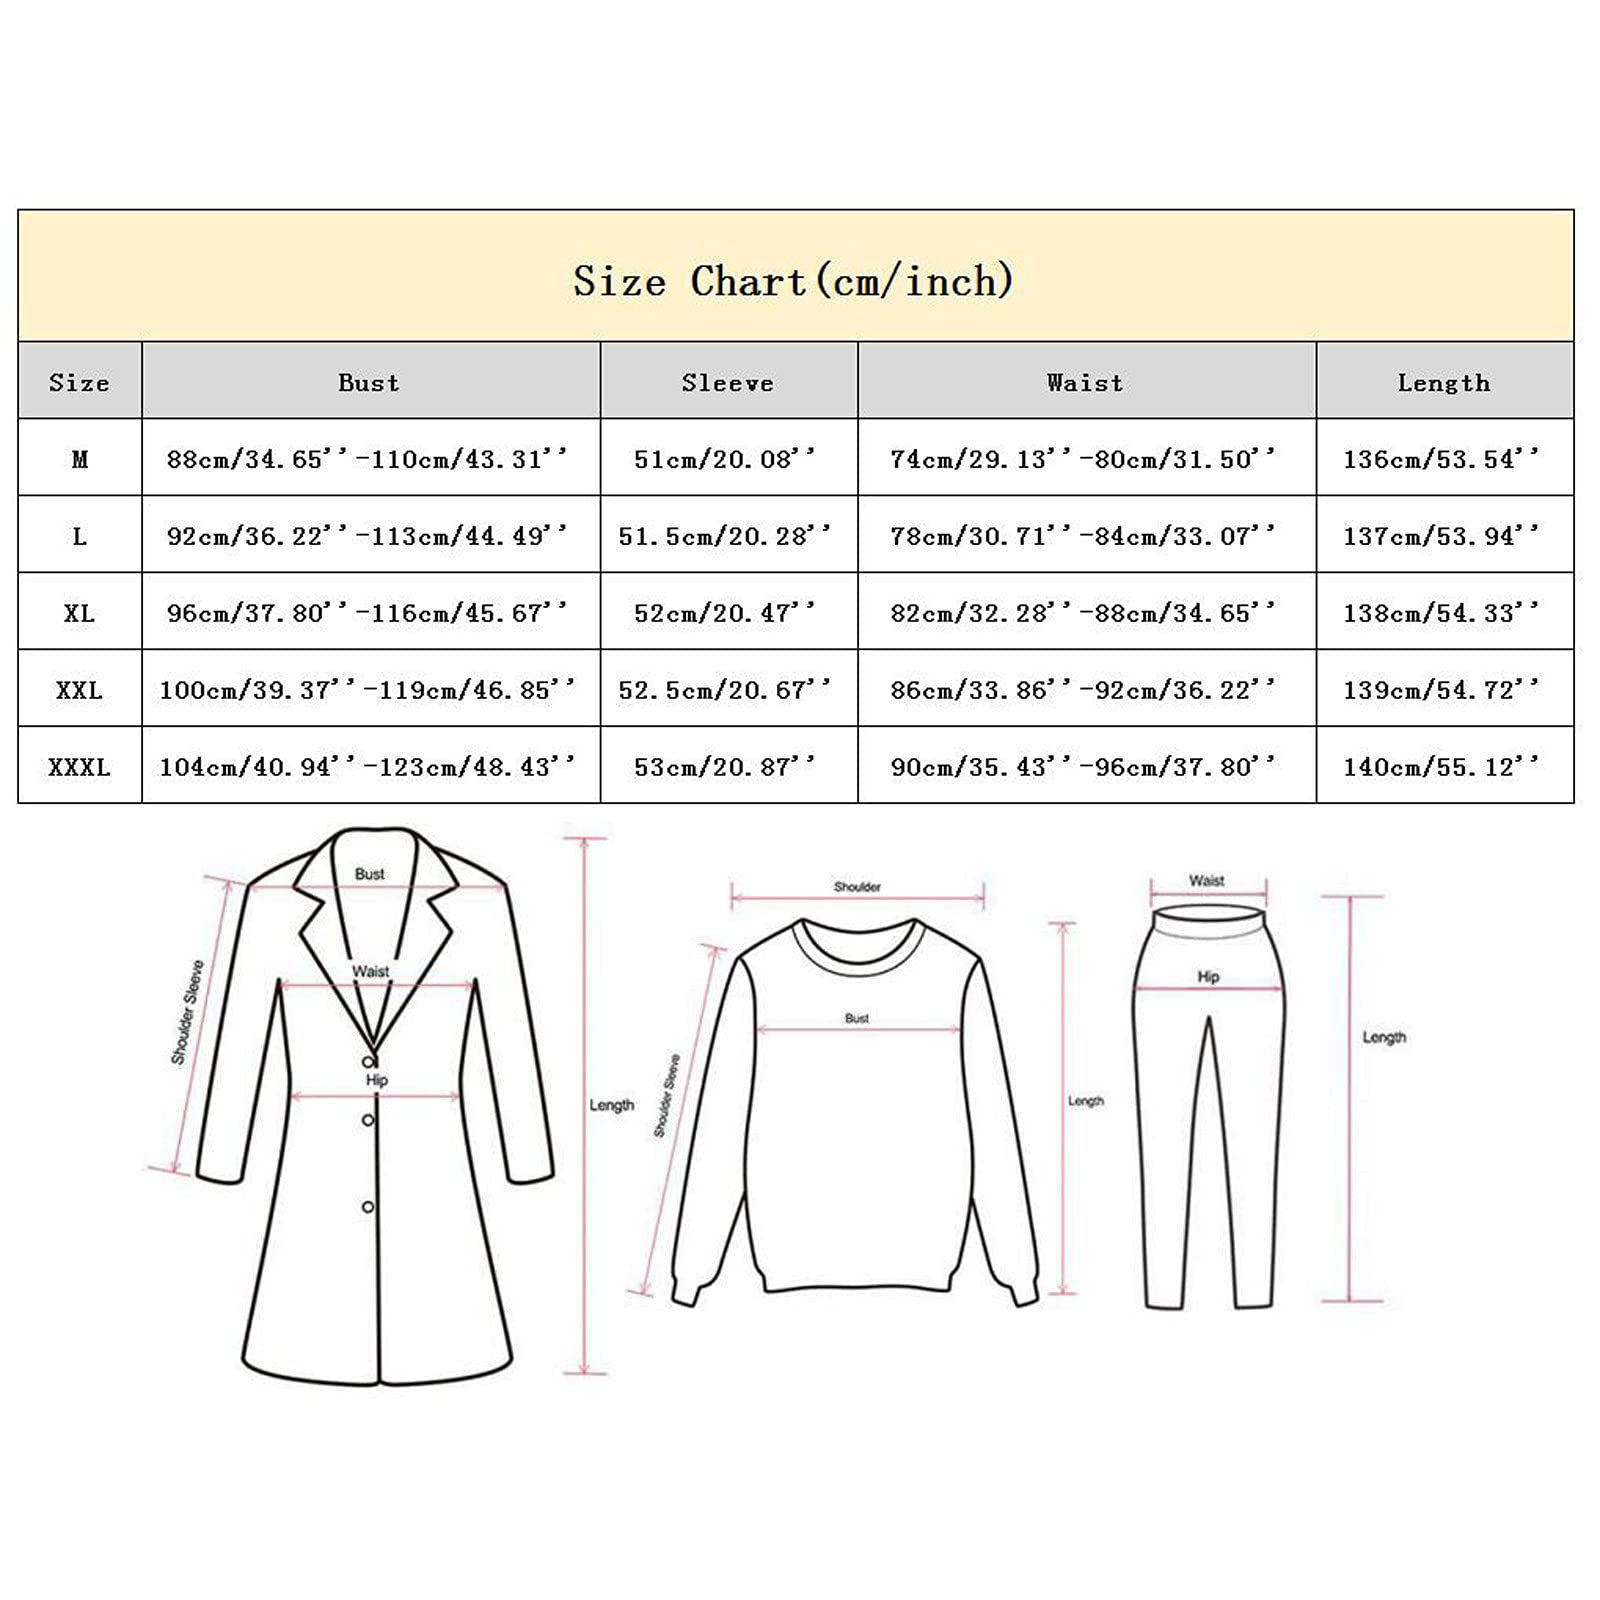 Size Chart(cm/inch)
Size Bust Sleeve Waist Length
M 88cm/34.65''-110cm/43.31'' 51cm/20.08'' 74cm/29.13''-80cm/31.50'' 136cm/53.54''
L 92cm/36.22''-113cm/44.49'' 51.5cm/20.28'' 78cm/30.71''-84cm/33.07'' 137cm/53.94''
XL 96cm/37.80''-116cm/45.67'' 52cm/20.47'' 82cm/32.28''-88cm/34.65'' 138cm/54.33''
XXL 100cm/39.37''-119cm/46.85'' 52.5cm/20.67'' 86cm/33.86''-92cm/36.22'' 139cm/54.72''
XXXL 104cm/40.94''-123cm/48.43'' 53cm/20.87'' 90cm/35.43''-96cm/37.80'' 140cm/55.12''
Bust
Waist
Shoulder Sleeve
Hip
Length
Shoulder
Bust
Shoulder Sleeve
Length
Waist
Hip
Length